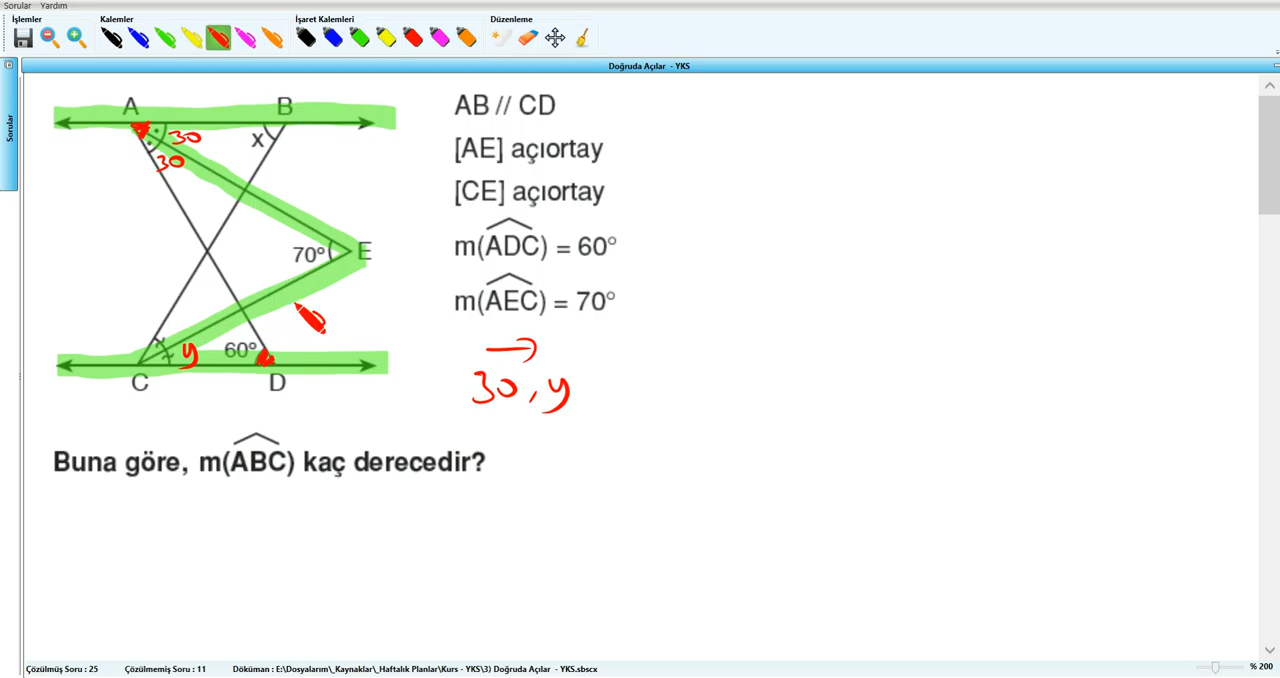 Sorular Yardım
İşlemler Kalemler İşaret Kalemleri Düzenleme
Doğruda Açılar - YKS
Sorular
A B
30
30
x
70° E
y 60°
C D
AB // CD
[AE] açıortay
[CE] açıortay
m(ADC) = 60°
m(AEC) = 70°
30, y
Buna göre, m(ABC) kaç derecedir?
Çözülmüş Soru : 25 Çözülmemiş Soru : 11 Döküman : E:\Dosyalarım\_Kaynaklar\_Haftalık Planlar\Kurs - YKS\3) Doğruda Açılar - YKS.sbscx % 200